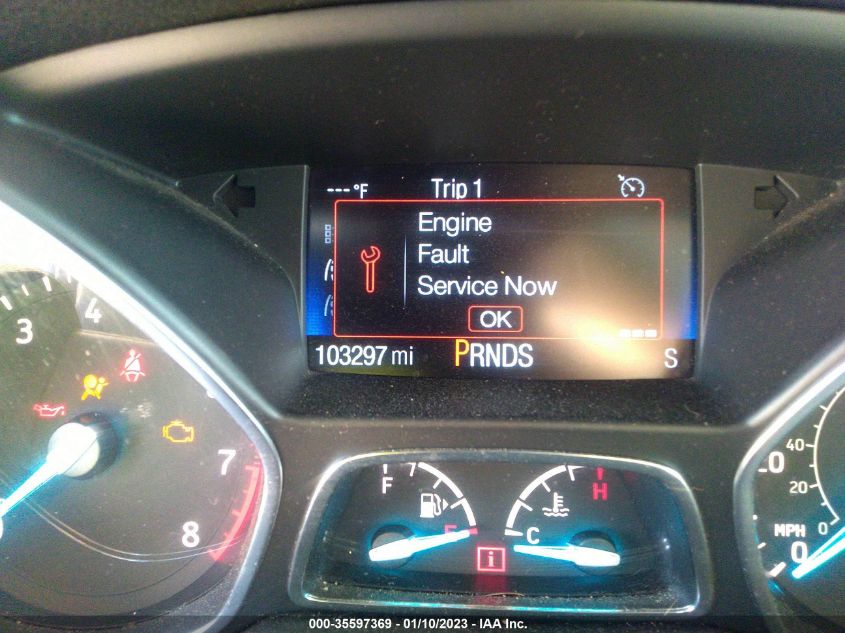 ---°F Trip 1
Engine
Fault
Service Now
OK
103297 mi PRNDS S
3 4
7
8
F
E
H
C
i
40
20
0
MPH
0
000-35597369 - 01/10/2023 - IAA Inc.